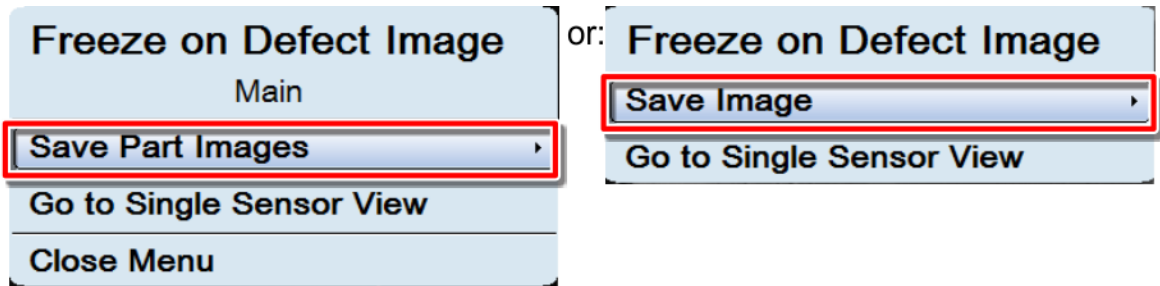 Freeze on Defect Image
Main
Save Part Images
Go to Single Sensor View
Close Menu
or:
Freeze on Defect Image
Save Image
Go to Single Sensor View